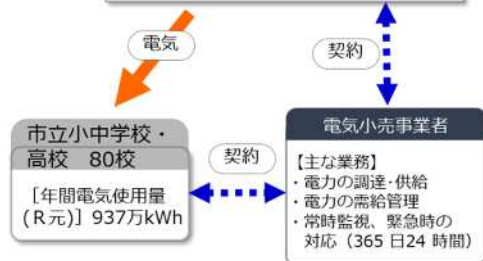 電気
契約
市立小中学校・
高校 80校
[年間電気使用量
(R元)] 937万kWh
契約
電気小売事業者
【主な業務】
・電力の調達・供給
・電力の需給管理
・常時監視、緊急時の
対応（365 日24 時間）